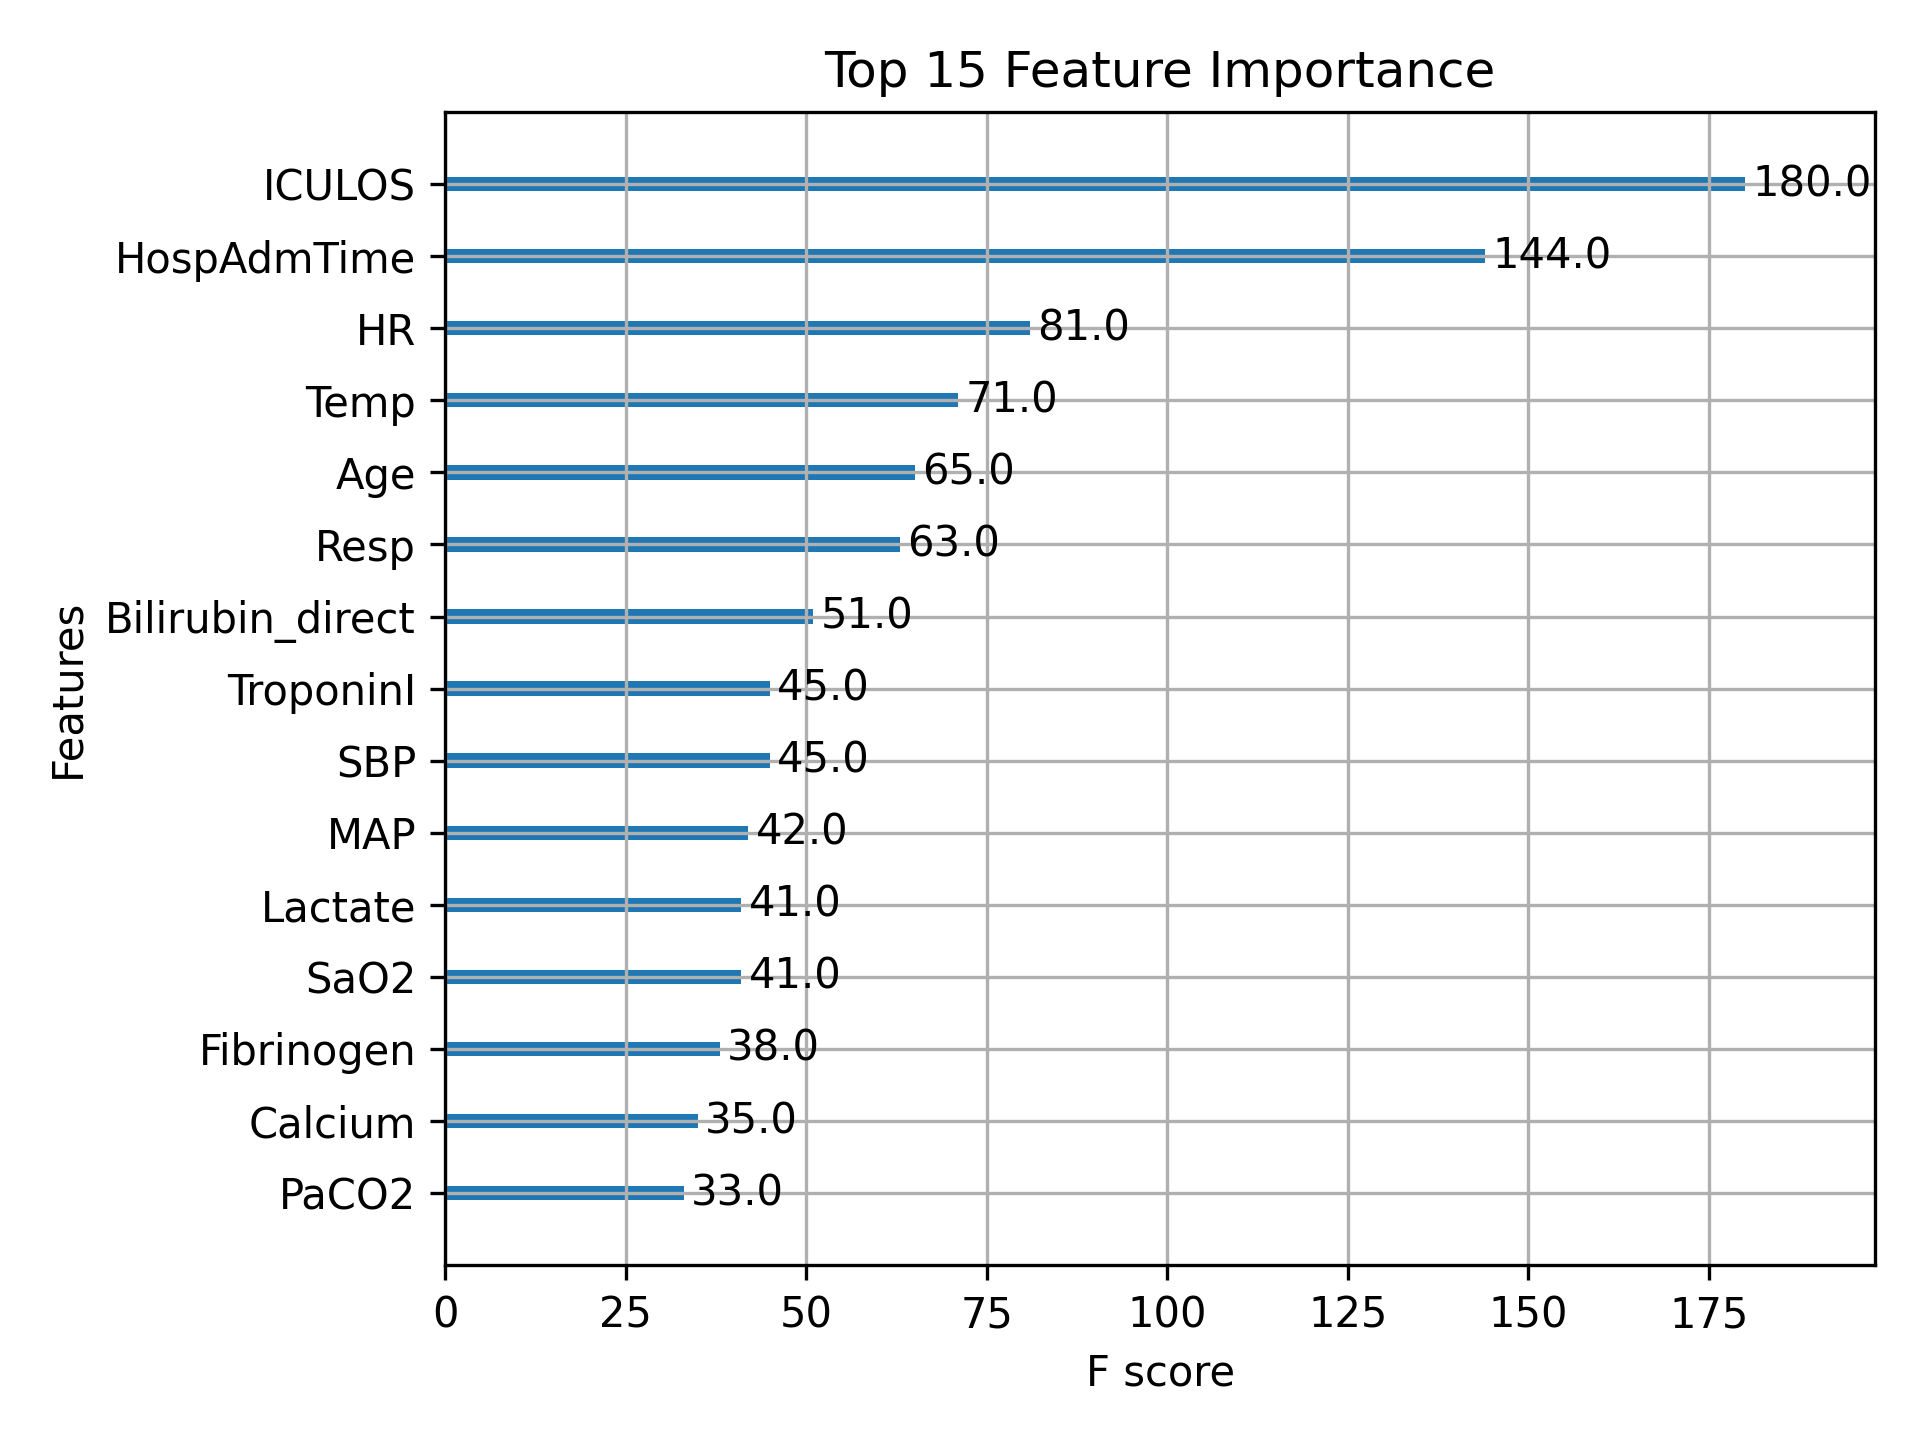 Top 15 Feature Importance
ICULOS 180.0
HospAdmTime 144.0
HR 81.0
Temp 71.0
Age 65.0
Resp 63.0
Bilirubin_direct 51.0
TroponinI 45.0
SBP 45.0
MAP 42.0
Lactate 41.0
SaO2 41.0
Fibrinogen 38.0
Calcium 35.0
PaCO2 33.0
Features
0 25 50 75 100 125 150 175
F score